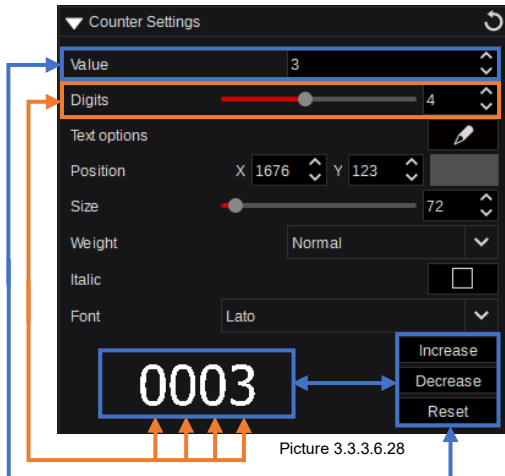 Counter Settings
Value 3
Digits 4
Text options
Position X 1676 Y 123
Size 72
Weight Normal
Italic
Font Lato
Increase
0003 Decrease
Reset
Picture 3.3.3.6.28